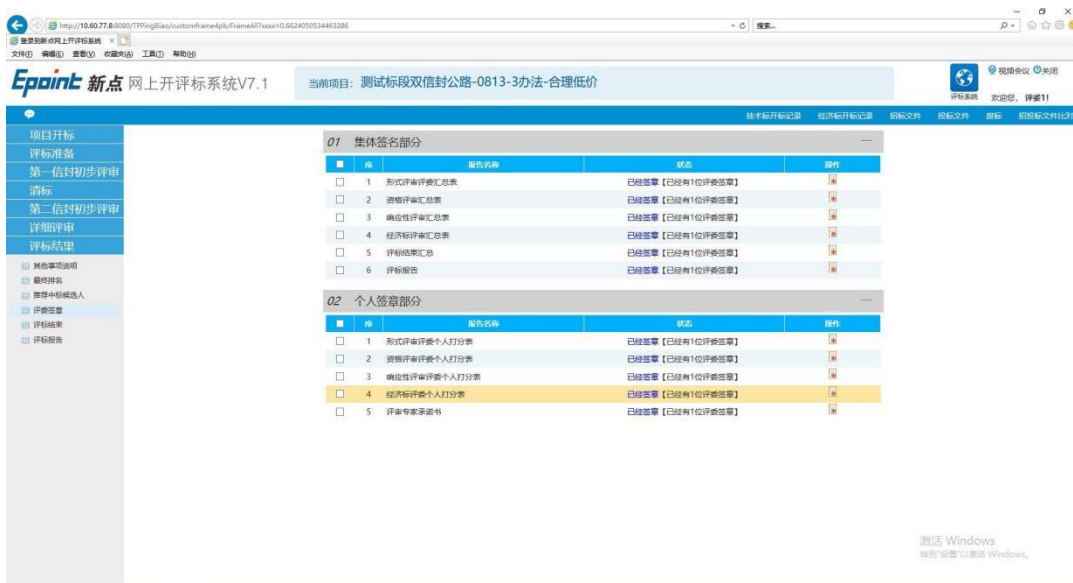 http://10.60.77.8:8080/TPPingBiao/customframe4pb/FrameAll?xxxx=0.6624050534463286
搜索...
登录到新点网上开评标系统
文件(F) 编辑(E) 查看(V) 收藏夹(A) 工具(T) 帮助(H)
Epoint 新点 网上开评标系统V7.1
当前项目：测试标段双信封公路-0813-3办法-合理低价
评标系统
视频会议 关闭
欢迎您，评委1!
技术标开标记录 经济标开标记录 招标文件 投标文件 招投标文件比对
项目开标
评标准备
第一信封初步评审
清标
第二信封初步评审
详细评审
评标结果
其他事项说明
最终排名
推荐中标候选人
评委签章
评标结束
评标报告
01 集体签名部分
序 报告名称 状态 操作
1 形式评审评委汇总表 已经签章【已经有1位评委签章】
2 资格评审汇总表 已经签章【已经有1位评委签章】
3 响应性评审汇总表 已经签章【已经有1位评委签章】
4 经济标评审汇总表 已经签章【已经有1位评委签章】
5 评标结果汇总 已经签章【已经有1位评委签章】
6 评标报告 已经签章【已经有1位评委签章】
02 个人签章部分
序 报告名称 状态 操作
1 形式评审评委个人打分表 已经签章【已经有1位评委签章】
2 资格评审评委个人打分表 已经签章【已经有1位评委签章】
3 响应性评审评委个人打分表 已经签章【已经有1位评委签章】
4 经济标评委个人打分表 已经签章【已经有1位评委签章】
5 评审专家承诺书 已经签章【已经有1位评委签章】
激活 Windows
转到"设置"以激活 Windows。